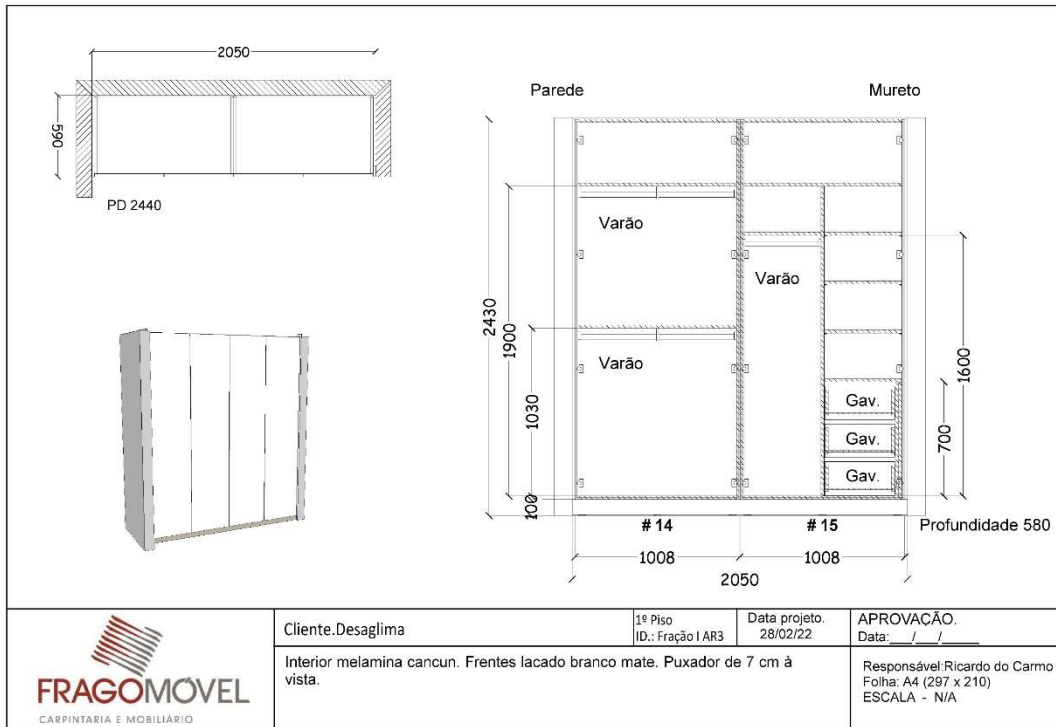 2050
590
PD 2440
Parede
Mureto
Varão
Varão
Varão
2430
1900
1030
100
1600
700
Gav.
Gav.
Gav.
# 14
# 15
Profundidade 580
1008
1008
2050
FRAGOMÓVEL
CARPINTARIA E MOBILIÁRIO
Cliente.Desaglima
1º Piso
ID.: Fração I AR3
Data projeto.
28/02/22
APROVAÇÃO.
Data:___/___/_____
Interior melamina cancun. Frentes lacado branco mate. Puxador de 7 cm à
vista.
Responsável:Ricardo do Carmo
Folha: A4 (297 x 210)
ESCALA - N/A